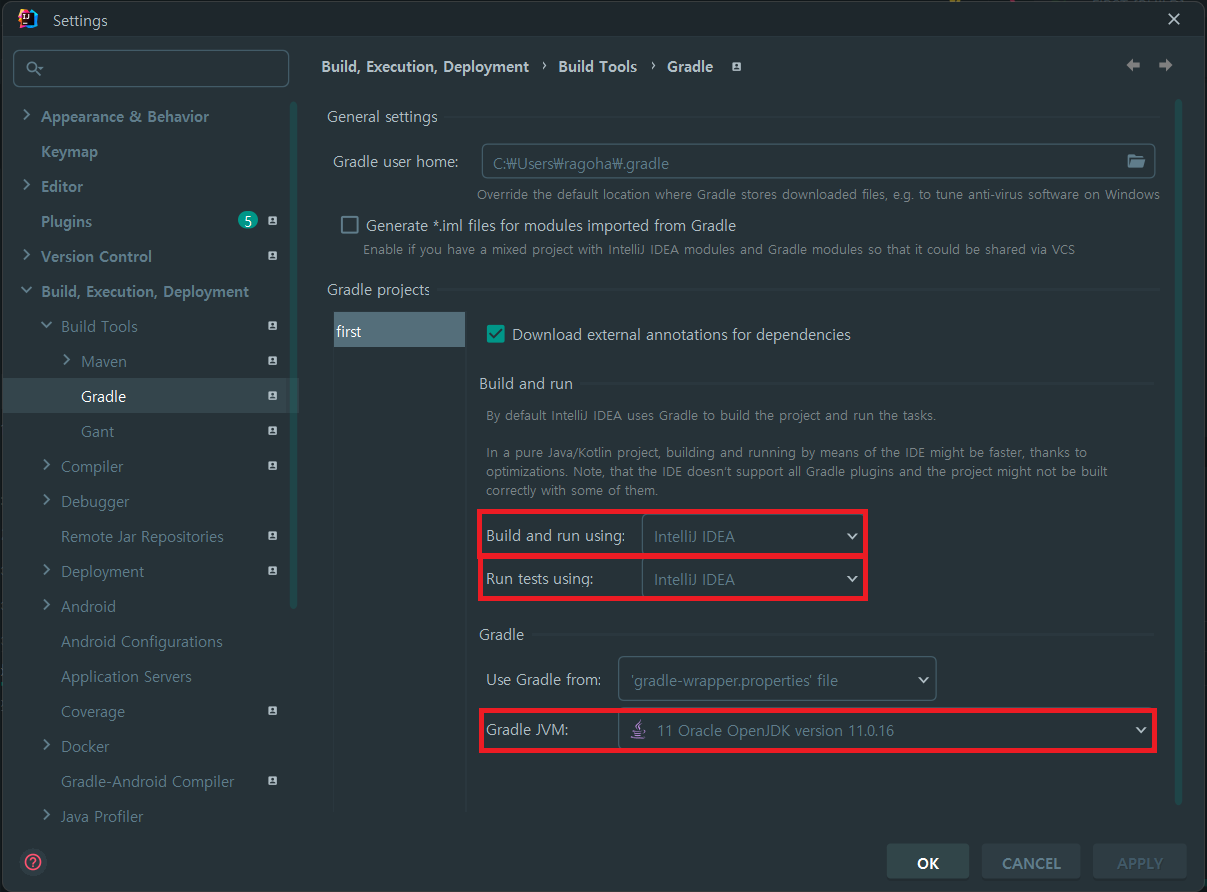 Settings
Build, Execution, Deployment › Build Tools › Gradle
Appearance & Behavior
Keymap
Editor
Plugins 5
Version Control
Build, Execution, Deployment
Build Tools
Maven
Gradle
Gant
Compiler
Debugger
Remote Jar Repositories
Deployment
Android
Android Configurations
Application Servers
Coverage
Docker
Gradle-Android Compiler
Java Profiler
General settings
Gradle user home: C:₩Users₩ragoha₩.gradle
Override the default location where Gradle stores downloaded files, e.g. to tune anti-virus software on Windows
Generate *.iml files for modules imported from Gradle
Enable if you have a mixed project with IntelliJ IDEA modules and Gradle modules so that it could be shared via VCS
Gradle projects
first
Download external annotations for dependencies
Build and run
By default IntelliJ IDEA uses Gradle to build the project and run the tasks.
In a pure Java/Kotlin project, building and running by means of the IDE might be faster, thanks to
optimizations. Note, that the IDE doesn't support all Gradle plugins and the project might not be built
correctly with some of them.
Build and run using: IntelliJ IDEA
Run tests using: IntelliJ IDEA
Gradle
Use Gradle from: 'gradle-wrapper.properties' file
Gradle JVM: 11 Oracle OpenJDK version 11.0.16
?
OK CANCEL APPLY